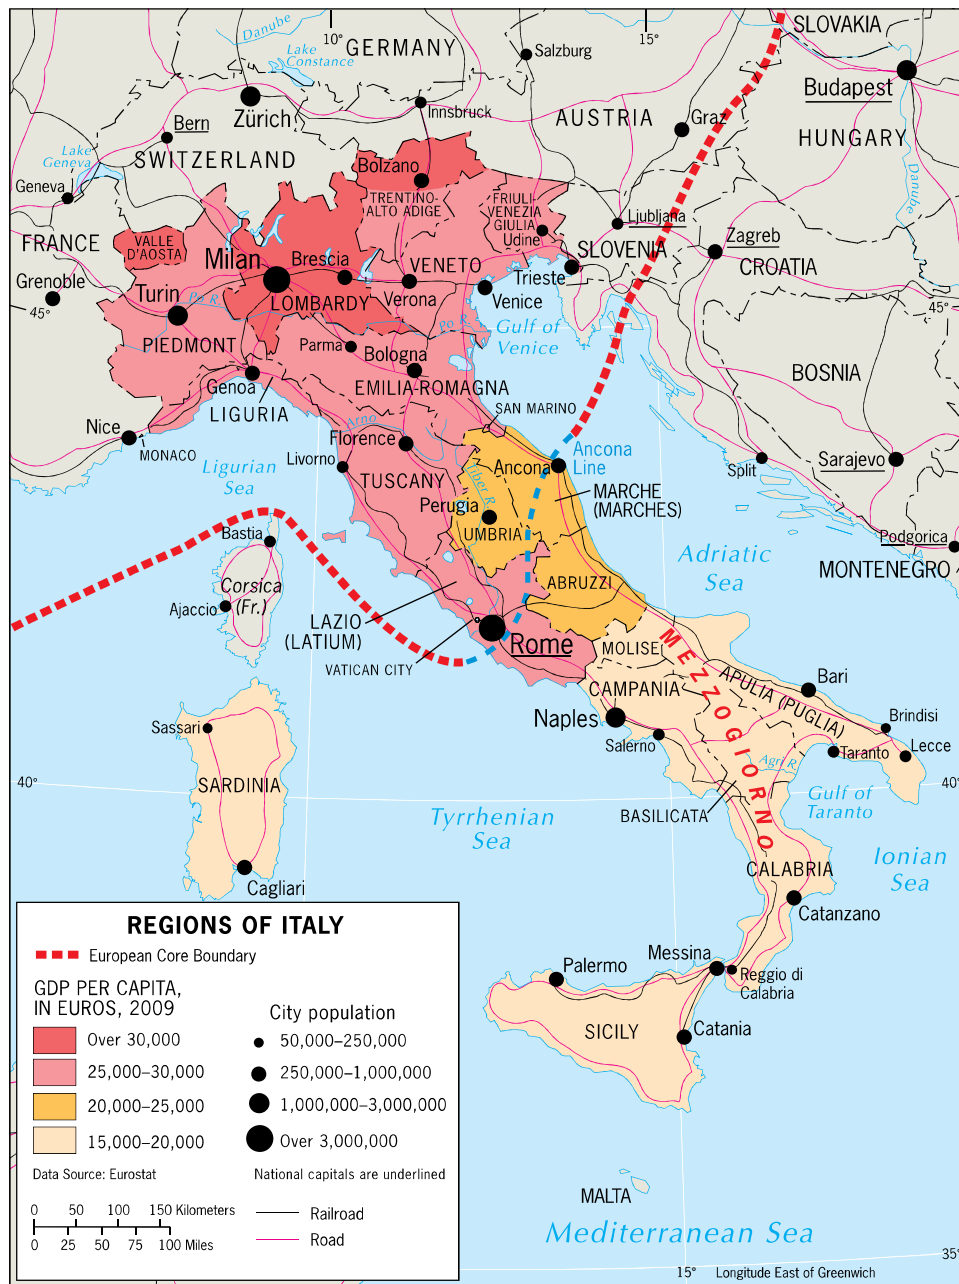 Danube
10°
Lake
Constance
GERMANY
Salzburg
15°
SLOVAKIA
Budapest
Zürich
Innsbruck
AUSTRIA
Graz
HUNGARY
Bern
Lake
Geneva
SWITZERLAND
Geneva
Bolzano
Danube
TRENTINO-
ALTO ADIGE
FRIULI-
VENEZIA
GIULIA
Udine
Ljubljana
FRANCE
VALLE
D'AOSTA
Milan
Brescia
VENETO
SLOVENIA
Zagreb
CROATIA
Grenoble
Turin
Po R.
LOMBARDY
Verona
Trieste
Venice
45°
45°
PIEDMONT
Parma
Bologna
Po R.
Gulf of
Venice
Genoa
EMILIA-ROMAGNA
BOSNIA
LIGURIA
SAN MARINO
Nice
MONACO
Arno
Florence
Livorno
Ligurian
Sea
TUSCANY
Tiber R.
Ancona
Ancona
Line
Split
Sarajevo
Perugia
UMBRIA
MARCHE
(MARCHES)
Bastia
Corsica
(Fr.)
Ajaccio
Adriatic
Sea
Podgorica
MONTENEGRO
ABRUZZI
LAZIO
(LATIUM)
VATICAN CITY
Rome
MOLISE
MEZZOGIORNO
CAMPANIA
APULIA (PUGLIA)
Bari
Naples
Salerno
Brindisi
Lecce
Taranto
Agri R.
Sassari
SARDINIA
40°
40°
Gulf of
Taranto
Tyrrhenian
Sea
BASILICATA
Ionian
Sea
CALABRIA
Cagliari
Catanzano
Messina
Reggio di
Calabria
Palermo
SICILY
Catania
MALTA
Mediterranean Sea
35°
15°
Longitude East of Greenwich
REGIONS OF ITALY
European Core Boundary
GDP PER CAPITA,
IN EUROS, 2009
Over 30,000
25,000–30,000
20,000–25,000
15,000–20,000
Data Source: Eurostat
City population
50,000–250,000
250,000–1,000,000
1,000,000–3,000,000
Over 3,000,000
National capitals are underlined
0 50 100 150 Kilometers
0 25 50 75 100 Miles
Railroad
Road